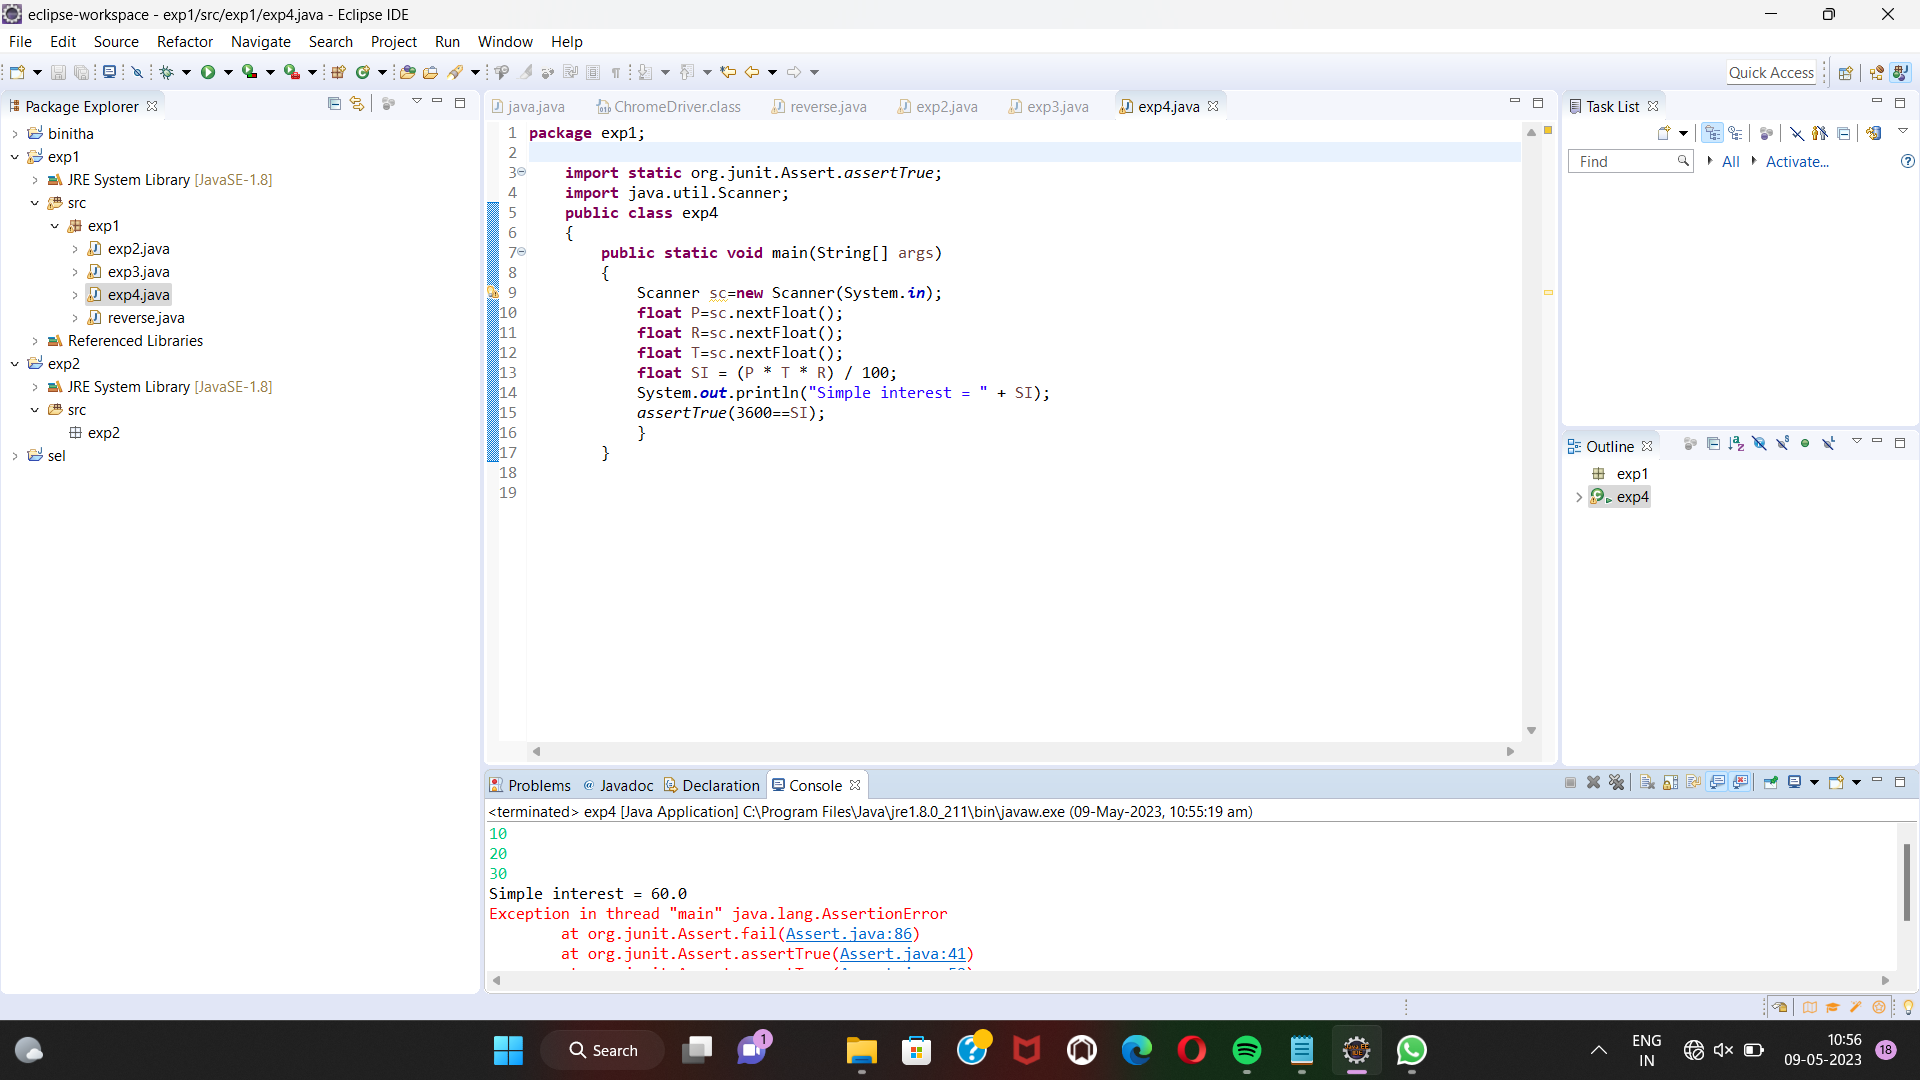 eclipse-workspace - exp1/src/exp1/exp4.java - Eclipse IDE
File Edit Source Refactor Navigate Search Project Run Window Help
Quick Access
Package Explorer
binitha
exp1
JRE System Library [JavaSE-1.8]
src
exp1
exp2.java
exp3.java
exp4.java
reverse.java
Referenced Libraries
exp2
JRE System Library [JavaSE-1.8]
src
exp2
sel
java.java ChromeDriver.class reverse.java exp2.java exp3.java exp4.java
1 package exp1;
2
3 import static org.junit.Assert.assertTrue;
4 import java.util.Scanner;
5 public class exp4
6 {
7 public static void main(String[] args)
8 {
9 Scanner sc=new Scanner(System.in);
10 float P=sc.nextFloat();
11 float R=sc.nextFloat();
12 float T=sc.nextFloat();
13 float SI = (P * T * R) / 100;
14 System.out.println("Simple interest = " + SI);
15 assertTrue(3600==SI);
16 }
17 }
18
19
Task List
Find All Activate...
Outline
exp1
exp4
Problems Javadoc Declaration Console
<terminated> exp4 [Java Application] C:\Program Files\Java\jre1.8.0_211\bin\javaw.exe (09-May-2023, 10:55:19 am)
10
20
30
Simple interest = 60.0
Exception in thread "main" java.lang.AssertionError
at org.junit.Assert.fail(Assert.java:86)
at org.junit.Assert.assertTrue(Assert.java:41)
Search
1
ENG
IN
10:56
09-05-2023
18